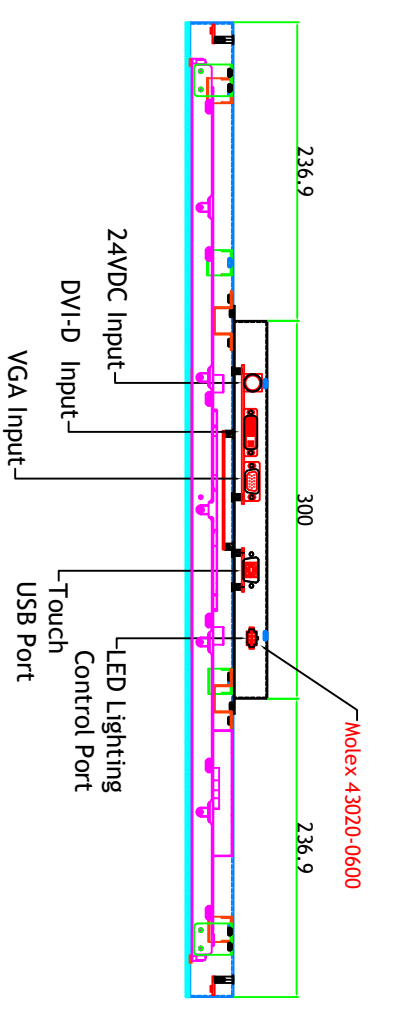 236,9
300
236,9
24VDC Input
DVI-D Input
VGA Input
Touch
USB Port
LED Lighting
Control Port
Molex 43020-0600